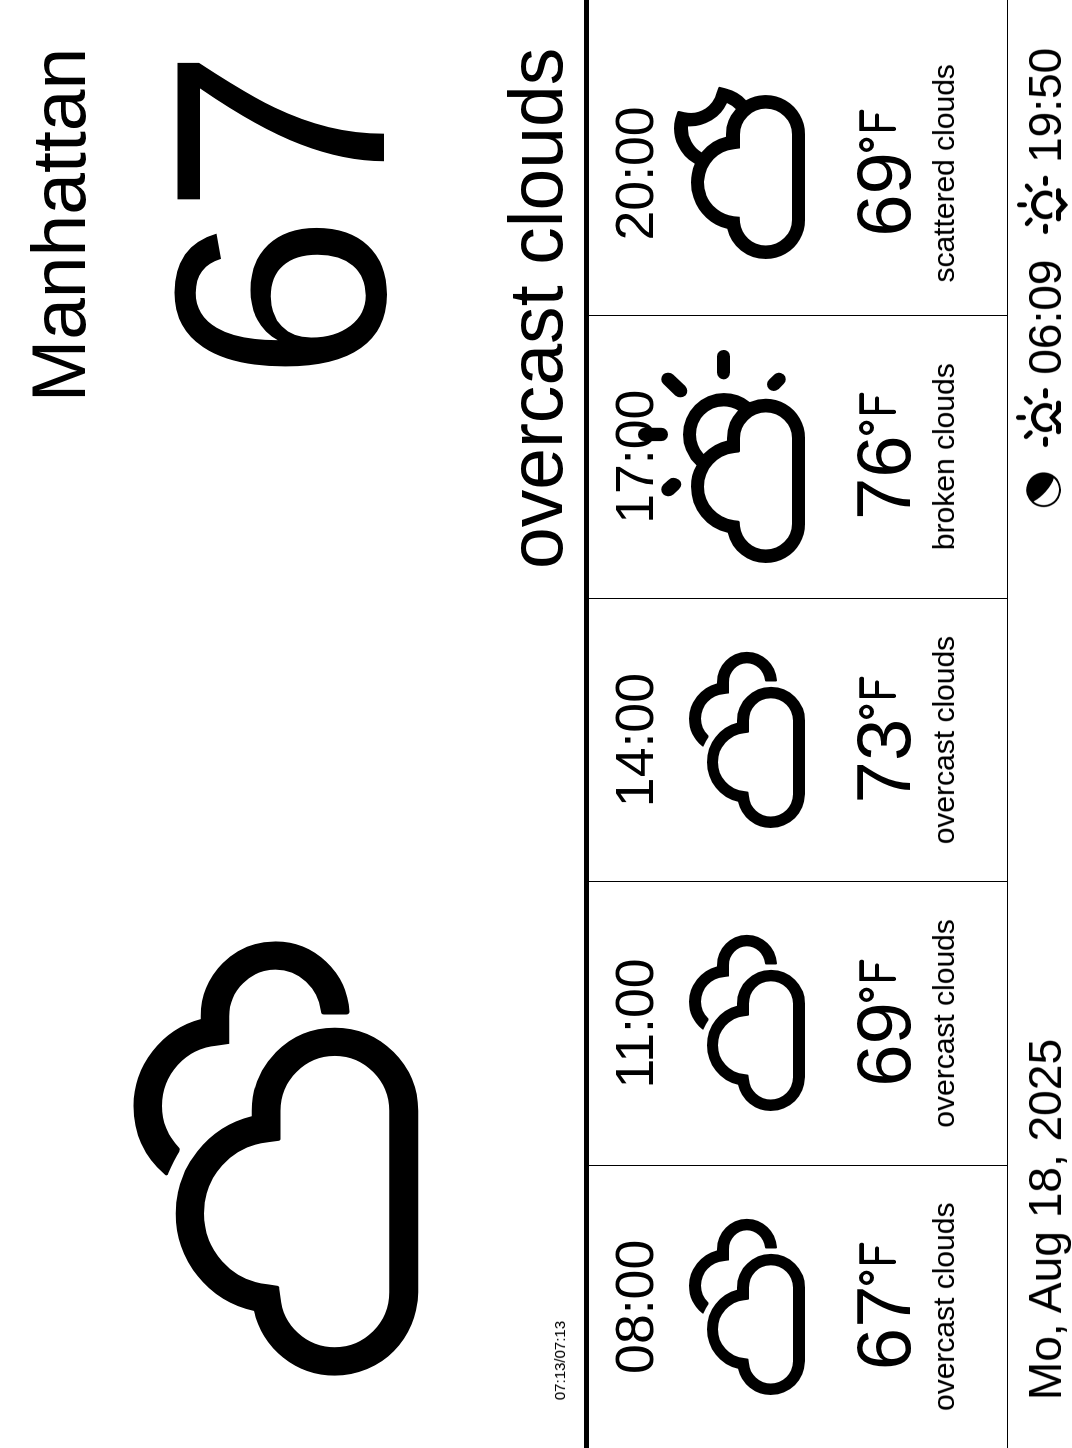 Manhattan
67
overcast clouds
07:13/07:13
08:00
67°F
overcast clouds
11:00
69°F
overcast clouds
14:00
73°F
overcast clouds
17:00
76°F
broken clouds
20:00
69°F
scattered clouds
Mo, Aug 18, 2025
06:09
19:50